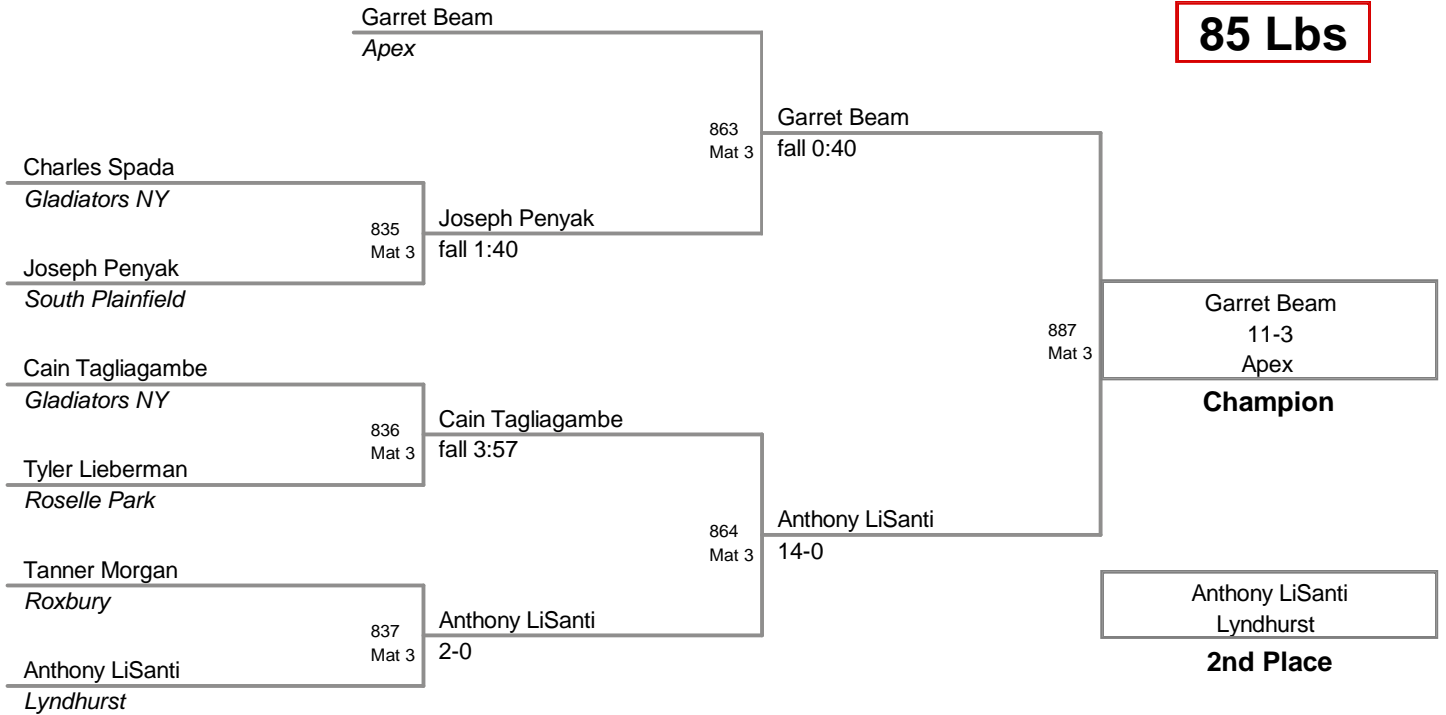 Garret Beam
Apex
85 Lbs
863
Mat 3
Garret Beam
fall 0:40
Charles Spada
Gladiators NY
835
Mat 3
Joseph Penyak
fall 1:40
Joseph Penyak
South Plainfield
887
Mat 3
Garret Beam
11-3
Apex
Champion
Cain Tagliagambe
Gladiators NY
836
Mat 3
Cain Tagliagambe
fall 3:57
Tyler Lieberman
Roselle Park
864
Mat 3
Anthony LiSanti
14-0
Tanner Morgan
Roxbury
837
Mat 3
Anthony LiSanti
2-0
Anthony LiSanti
Lyndhurst
Anthony LiSanti
Lyndhurst
2nd Place